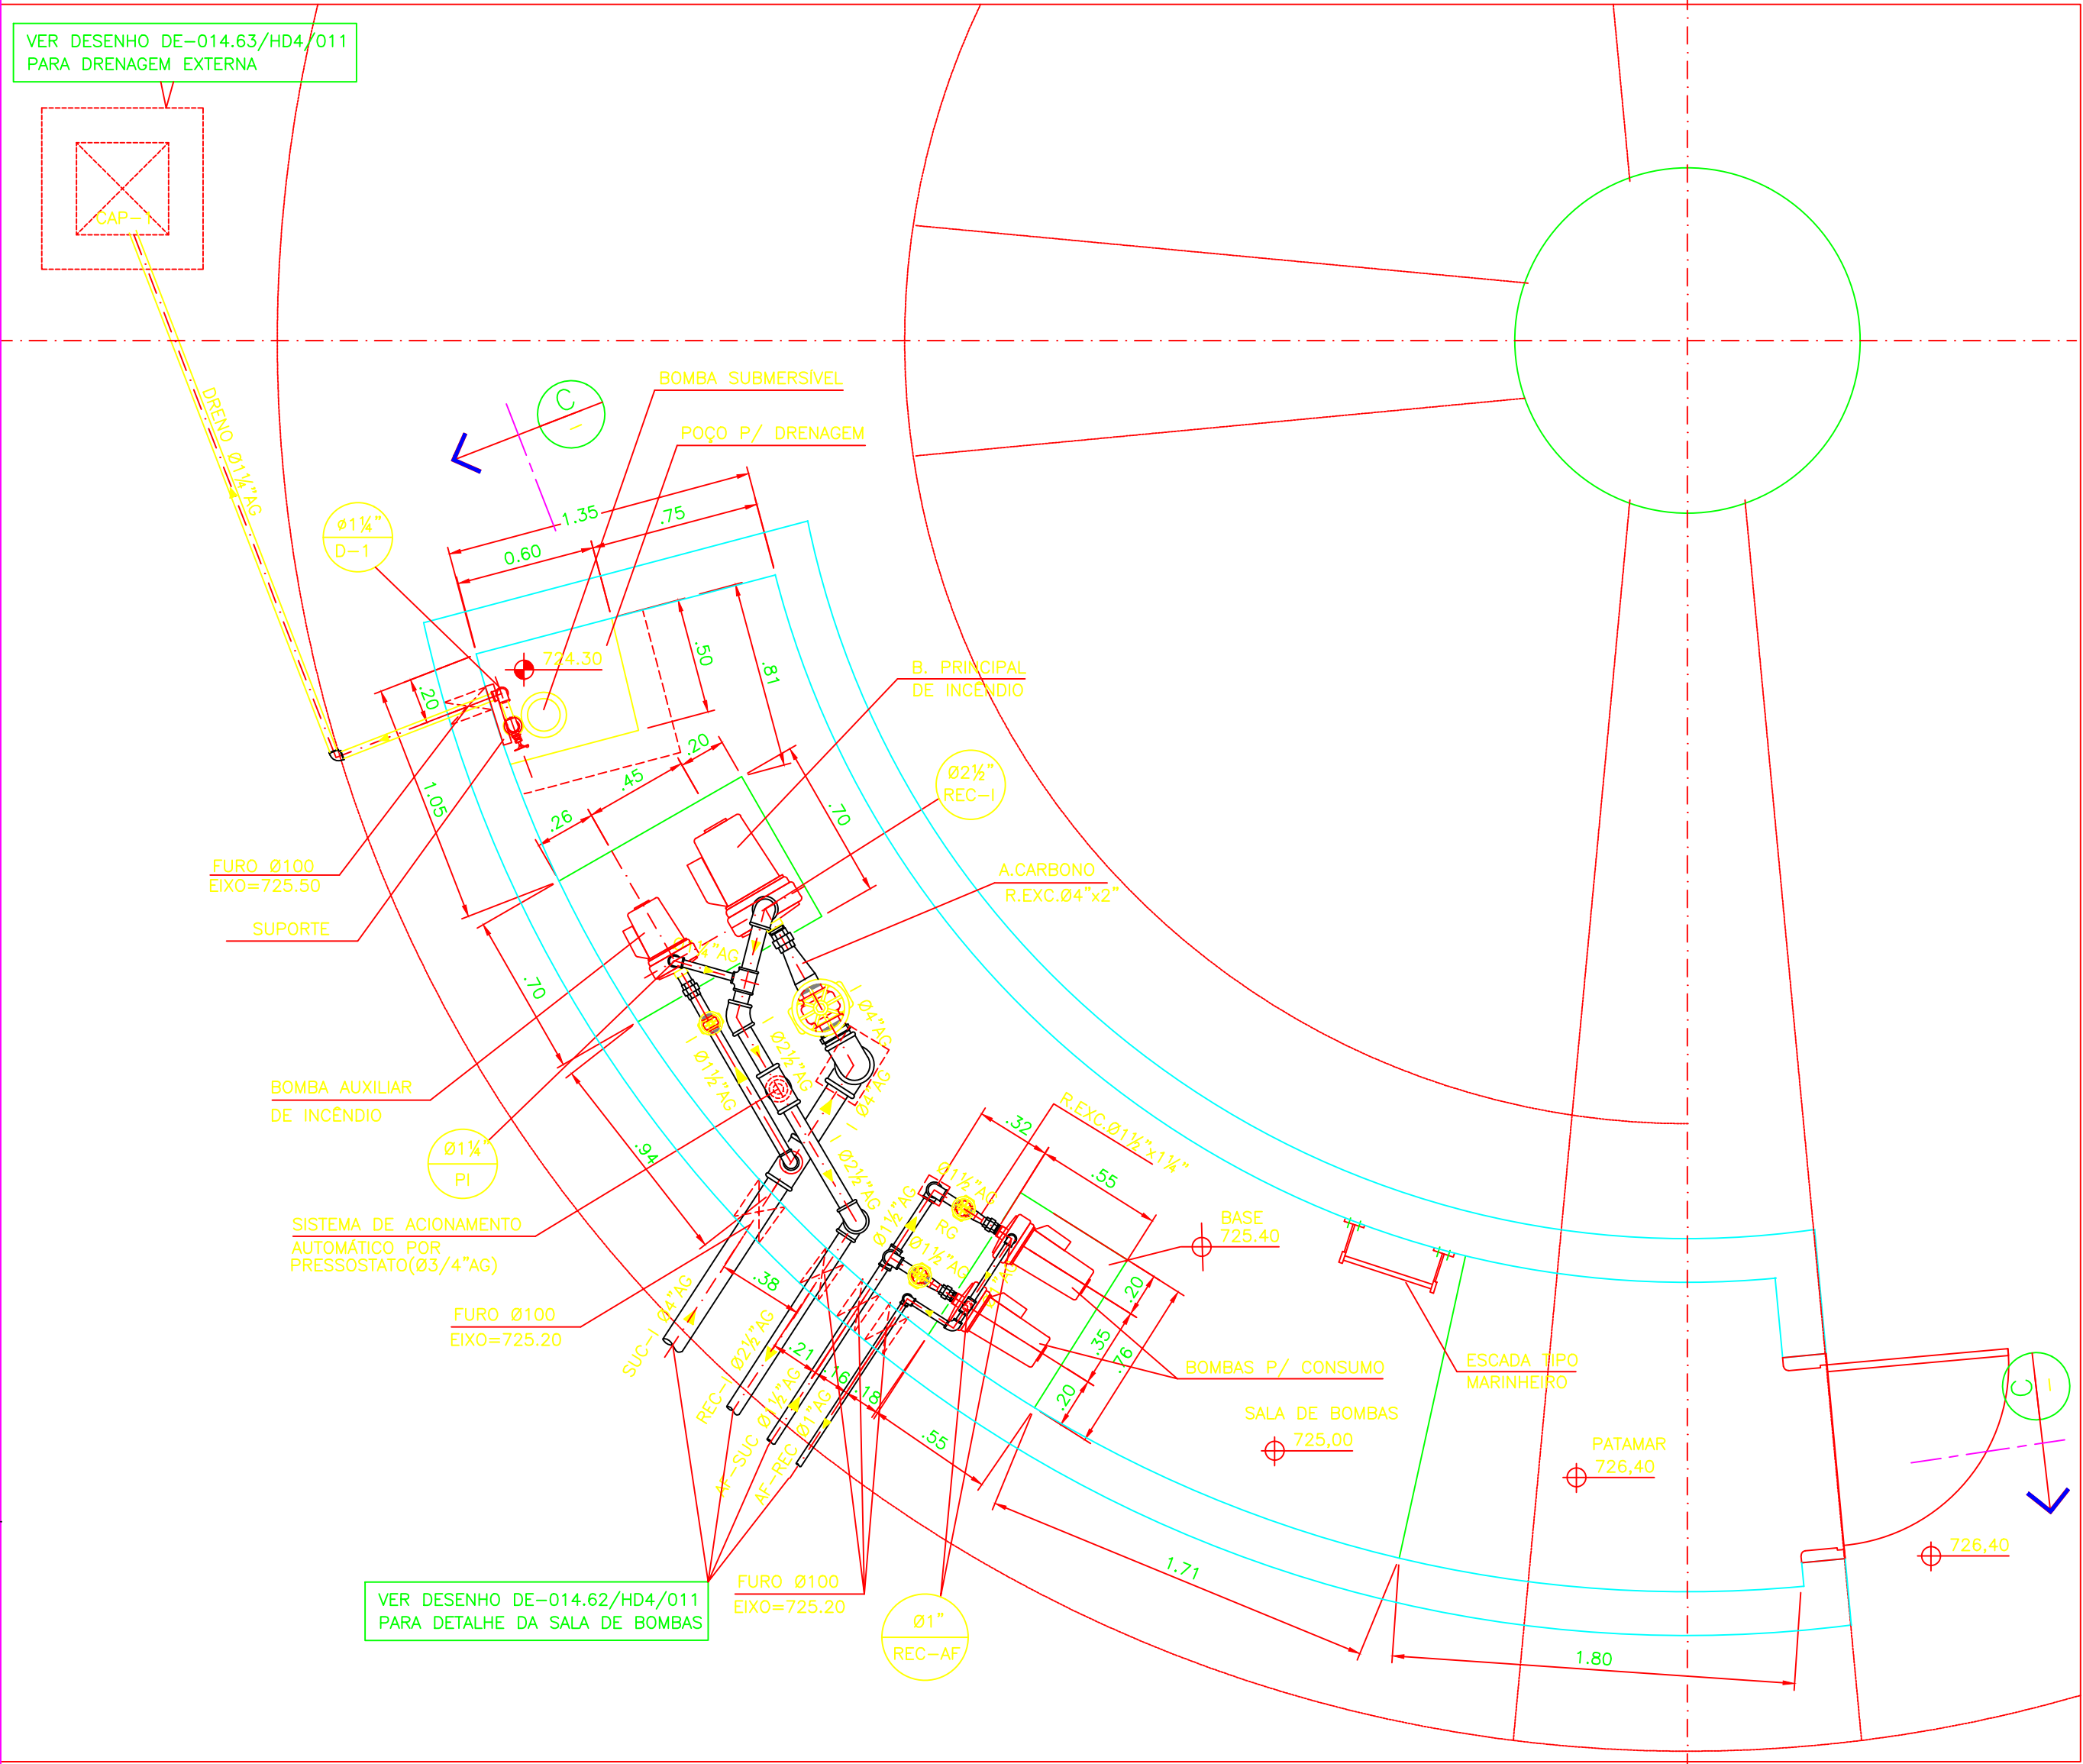 VER DESENHO DE-014.63/HD4/011
PARA DRENAGEM EXTERNA
CAP-1
DRENO Ø1¼"AG
C
-
BOMBA SUBMERSÍVEL
POÇO P/ DRENAGEM
ø1¼"
D-1
1.35
.75
0.60
724.30
.50
.81
.20
1.05
B. PRINCIPAL
DE INCÊNDIO
Ø2½"
REC-I
.20
.45
.26
.70
A.CARBONO
R.EXC.Ø4"x2"
FURO Ø100
EIXO=725.50
SUPORTE
.70
I Ø4"AG
I Ø2½"AG
I Ø1½"AG
I Ø4"AG
I Ø2½"AG
BOMBA AUXILIAR
DE INCÊNDIO
Ø1¼"
PI
.94
SISTEMA DE ACIONAMENTO
AUTOMÁTICO POR
PRESSOSTATO(Ø3/4"AG)
FURO Ø100
EIXO=725.20
R.EXC.Ø1½"x1¼"
.32
.55
Ø1½"AG
RG
Ø1½"AG
Ø1½"AG
BASE
725.40
.20
.35
.76
.20
.38
SUC-I Ø4"AG
REC-I Ø2½"AG
AF-SUC Ø1½"AG
AF-REC Ø1"AG
.21
.16
.18
.55
BOMBAS P/ CONSUMO
ESCADA TIPO
MARINHEIRO
SALA DE BOMBAS
725,00
PATAMAR
726,40
C
-
726,40
1.71
1.80
VER DESENHO DE-014.62/HD4/011
PARA DETALHE DA SALA DE BOMBAS
FURO Ø100
EIXO=725.20
Ø1"
REC-AF